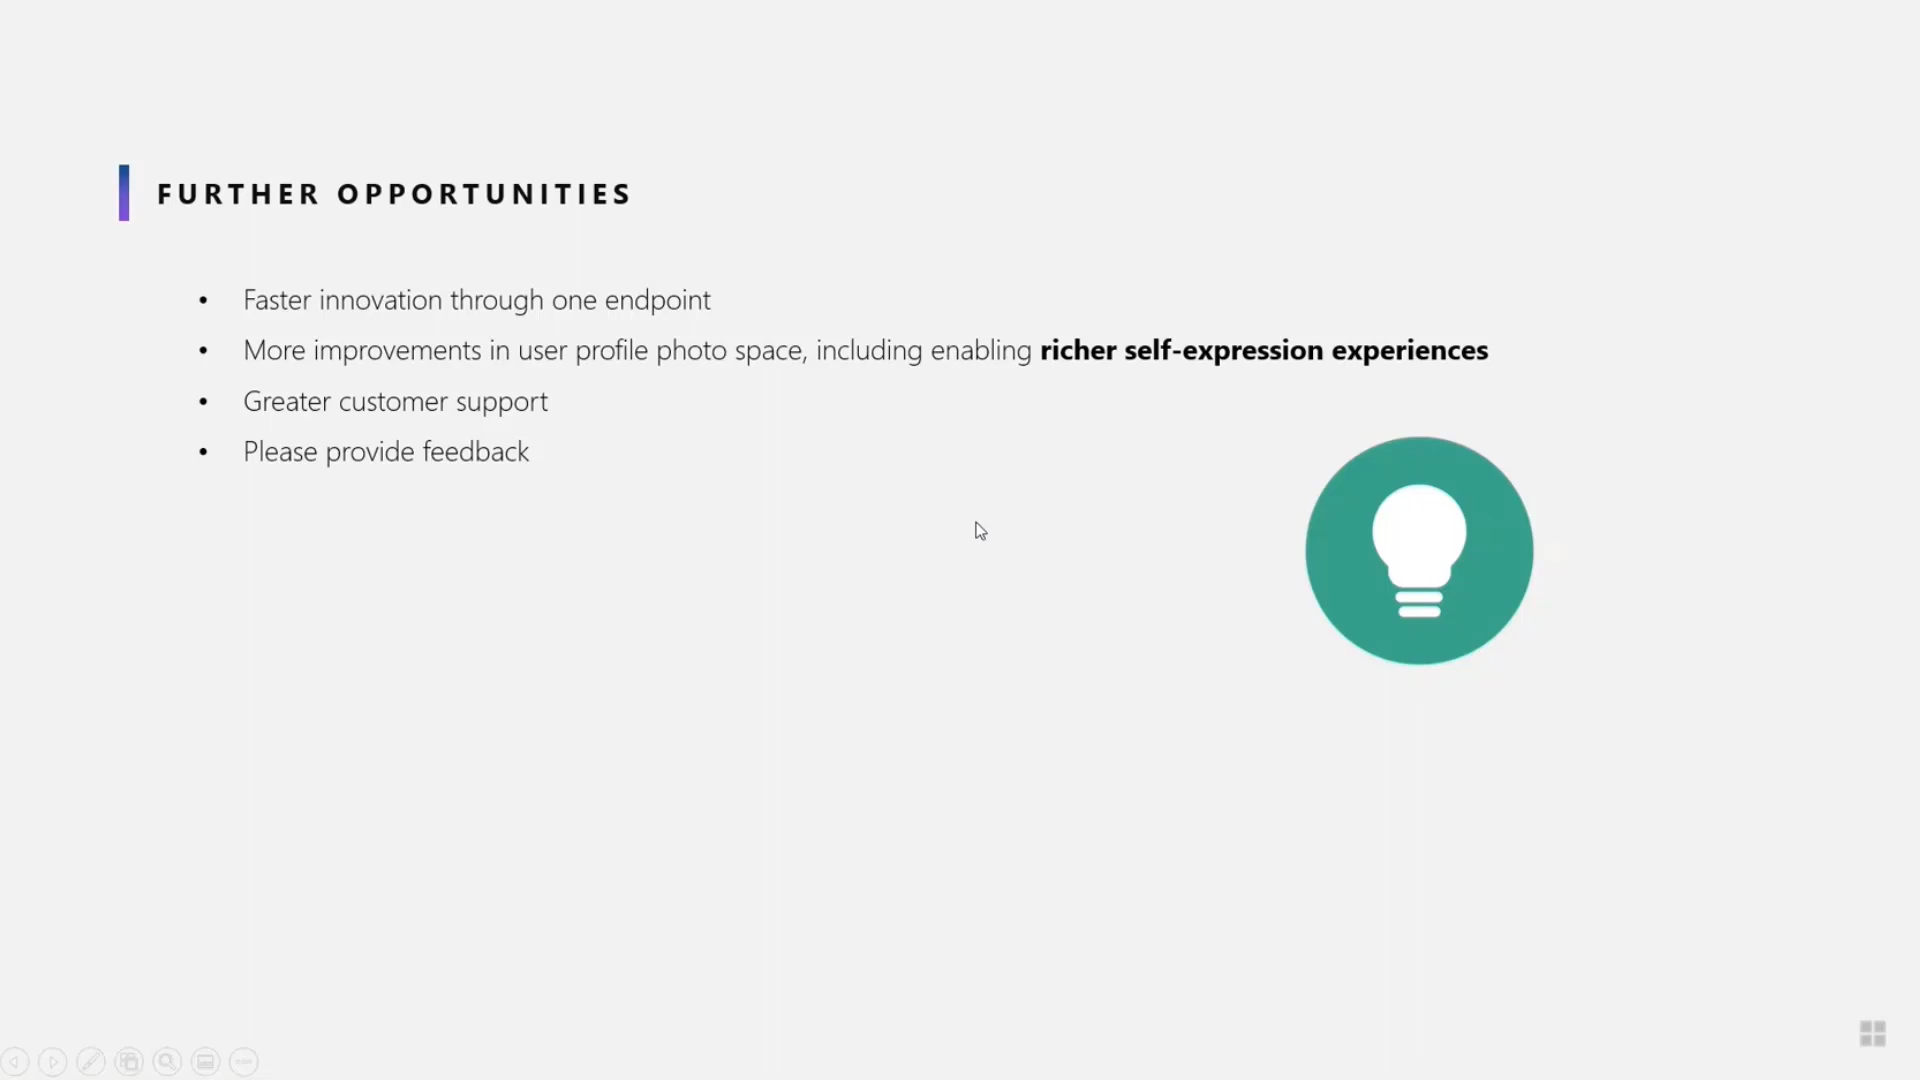 FURTHER OPPORTUNITIES
• Faster innovation through one endpoint
• More improvements in user profile photo space, including enabling richer self-expression experiences
• Greater customer support
• Please provide feedback